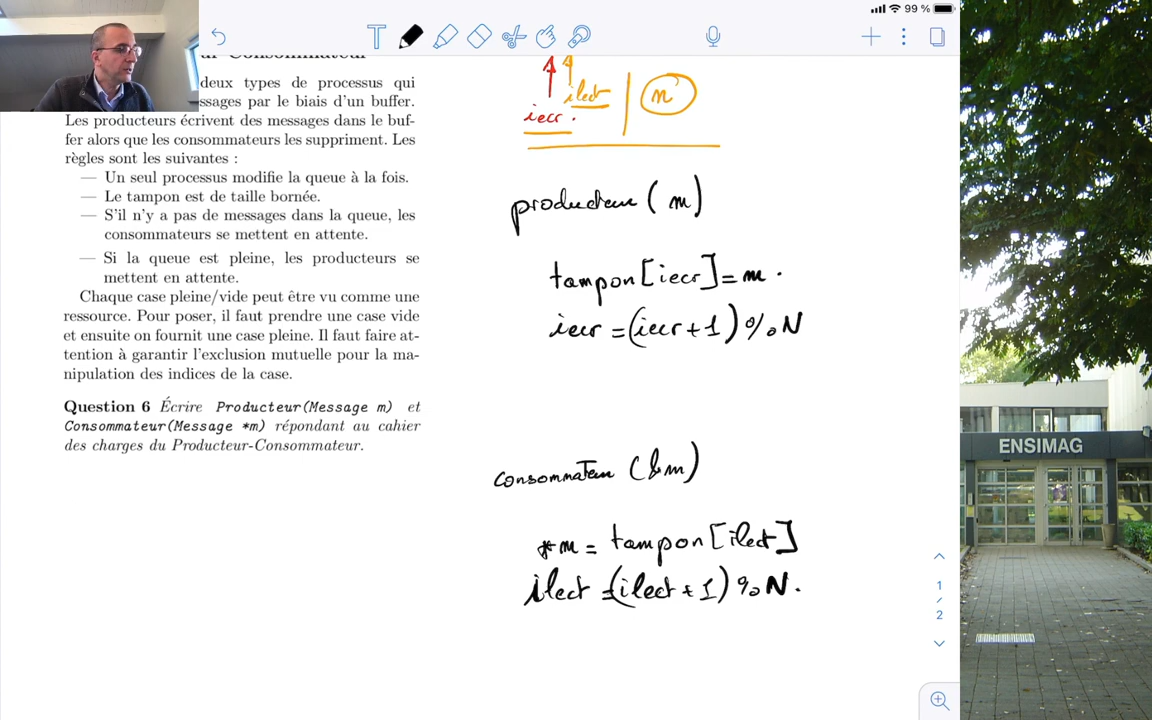 99 %
deux types de processus qui
ssages par le biais d'un buffer.
Les producteurs écrivent des messages dans le buf-
fer alors que les consommateurs les suppriment. Les
règles sont les suivantes :
— Un seul processus modifie la queue à la fois.
— Le tampon est de taille bornée.
— S'il n'y a pas de messages dans la queue, les
consommateurs se mettent en attente.
— Si la queue est pleine, les producteurs se
mettent en attente.
Chaque case pleine/vide peut être vu comme une
ressource. Pour poser, il faut prendre une case vide
et ensuite on fournit une case pleine. Il faut faire at-
tention à garantir l'exclusion mutuelle pour la ma-
nipulation des indices de la case.
Question 6 Écrire Producteur(Message m) et
Consommateur(Message *m) répondant au cahier
des charges du Producteur-Consommateur.
ilect
iecr.
producteur(m)
tampon[iecr]=m.
iecr=(iecr+1)%N
consommateur(&m)
*m=tampon[ilect]
ilect=(ilect+1)%N.
1
/
2
ENSIMAG